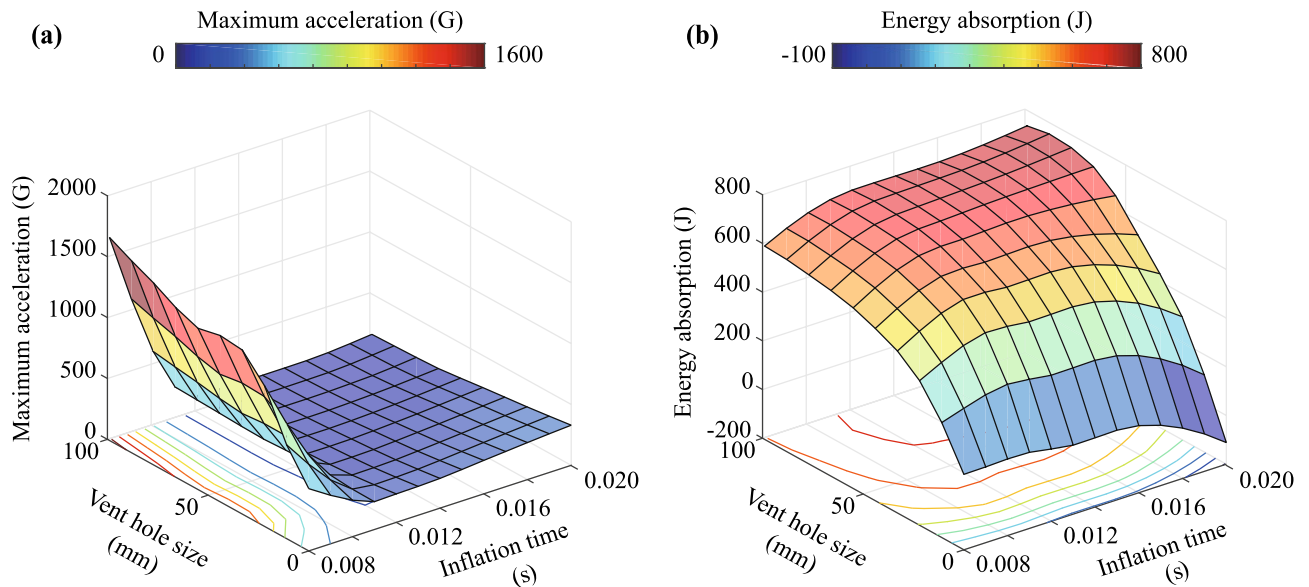 Maximum acceleration (G)
(a)
0
1600
Maximum acceleration (G)
2000
1500
1000
500
0
100
50
0
Vent hole size
(mm)
0.008
0.012
0.016
0.020
Inflation time
(s)
Energy absorption (J)
(b)
-100
800
Energy absorption (J)
800
600
400
200
0
-200
100
50
0
Vent hole size
(mm)
0.008
0.012
0.016
0.020
Inflation time
(s)